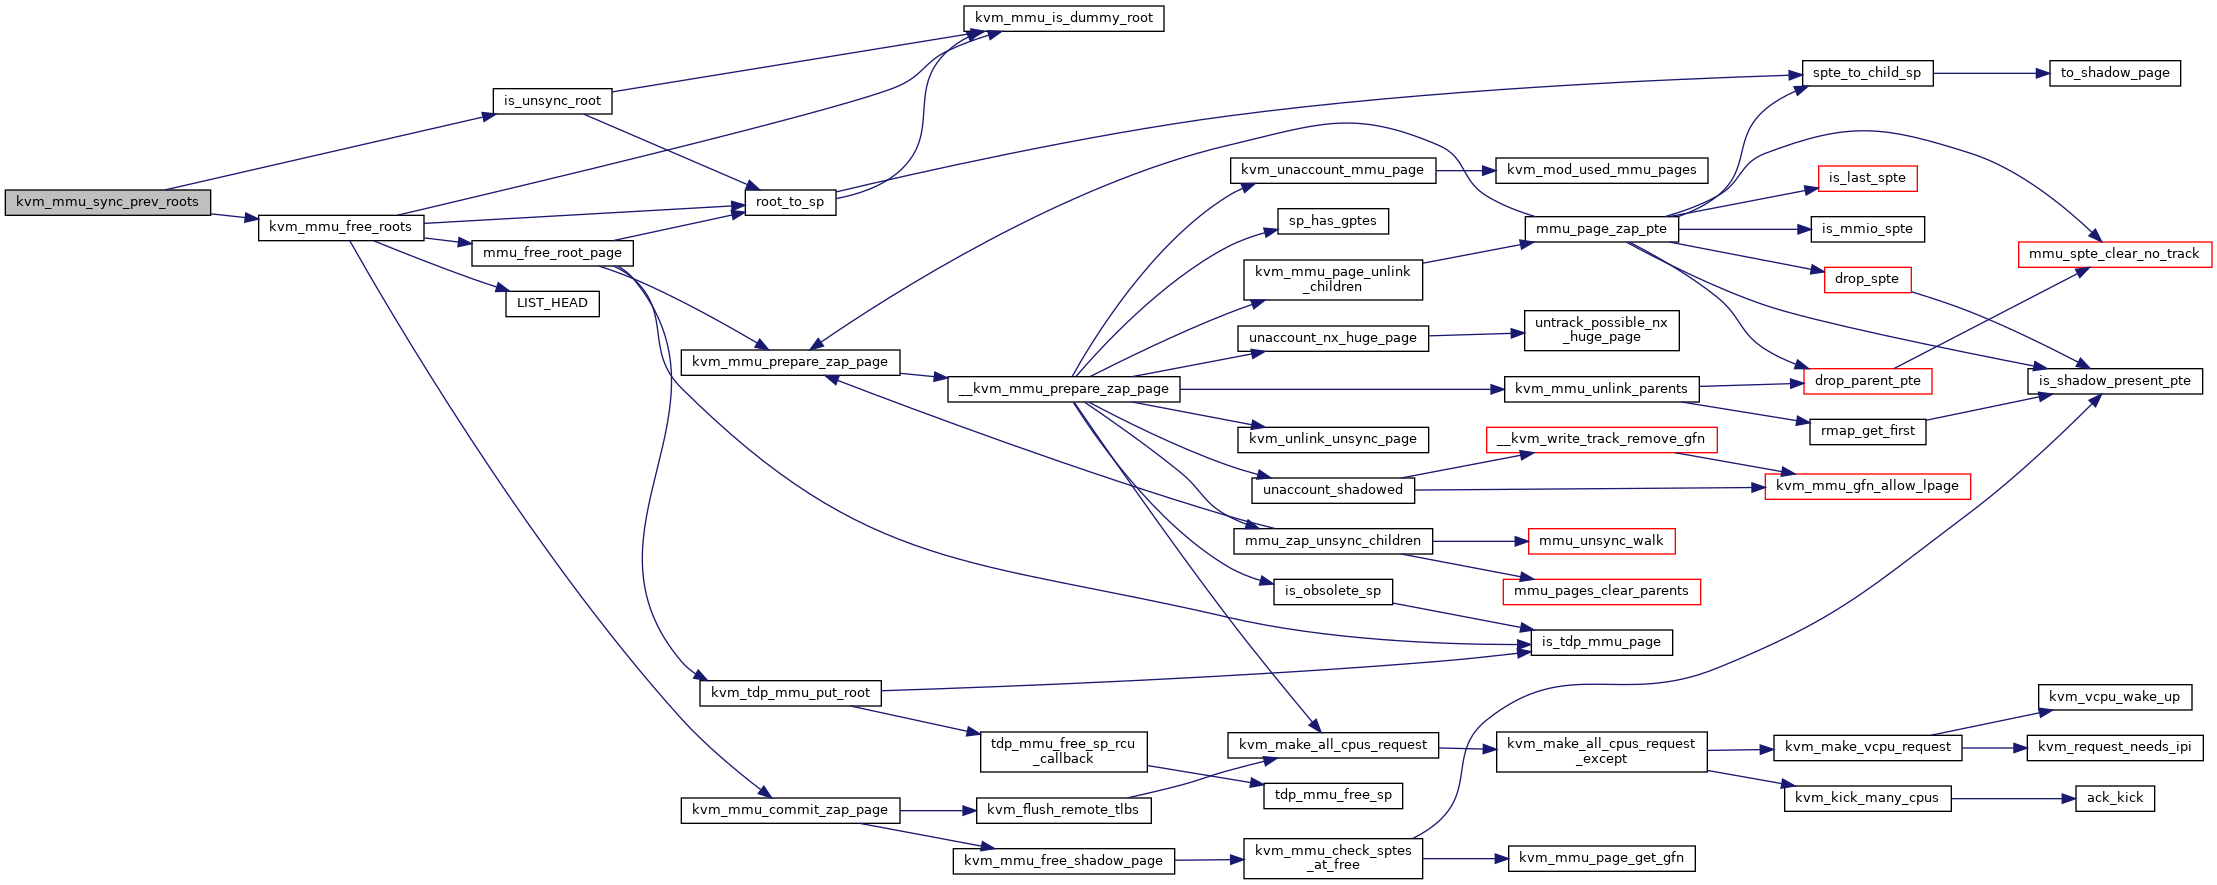 kvm_mmu_sync_prev_roots
is_unsync_root
kvm_mmu_is_dummy_root
kvm_mmu_free_roots
root_to_sp
mmu_free_root_page
LIST_HEAD
kvm_mmu_prepare_zap_page
__kvm_mmu_prepare_zap_page
kvm_tdp_mmu_put_root
tdp_mmu_free_sp_rcu
_callback
kvm_mmu_commit_zap_page
kvm_flush_remote_tlbs
kvm_mmu_free_shadow_page
kvm_unaccount_mmu_page
sp_has_gptes
kvm_mmu_page_unlink
_children
unaccount_nx_huge_page
kvm_unlink_unsync_page
unaccount_shadowed
mmu_zap_unsync_children
is_obsolete_sp
kvm_make_all_cpus_request
tdp_mmu_free_sp
kvm_mmu_check_sptes
_at_free
kvm_mod_used_mmu_pages
mmu_page_zap_pte
untrack_possible_nx
_huge_page
kvm_mmu_unlink_parents
__kvm_write_track_remove_gfn
mmu_unsync_walk
mmu_pages_clear_parents
is_tdp_mmu_page
kvm_make_all_cpus_request
_except
kvm_mmu_page_get_gfn
spte_to_child_sp
is_last_spte
is_mmio_spte
drop_spte
drop_parent_pte
rmap_get_first
kvm_mmu_gfn_allow_lpage
kvm_make_vcpu_request
kvm_kick_many_cpus
to_shadow_page
mmu_spte_clear_no_track
is_shadow_present_pte
kvm_vcpu_wake_up
kvm_request_needs_ipi
ack_kick